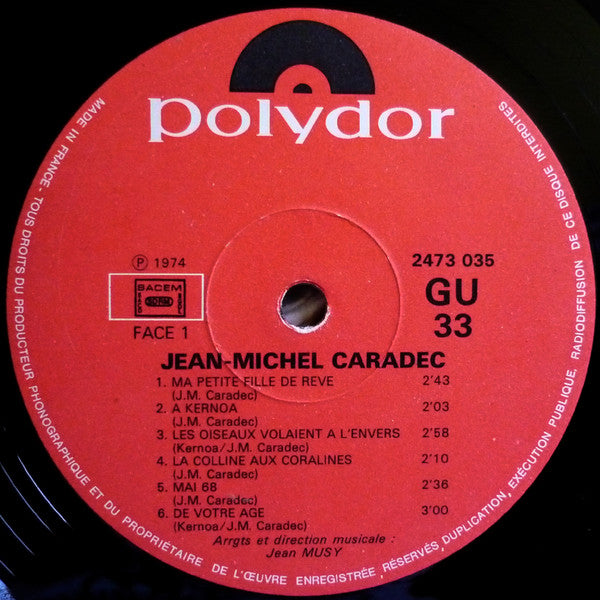 polydor
MADE IN FRANCE - TOUS DROITS DU PRODUCTEUR PHONOGRAPHIQUE ET DU PROPRIÉTAIRE DE L'ŒUVRE ENREGISTRÉE, RÉSERVÉS, DUPLICATION, EXÉCUTION PUBLIQUE, RADIODIFFUSION DE CE DISQUE INTERDITES
Ⓟ 1974
2473 035
SACEM
GU
FACE 1
33
JEAN-MICHEL CARADEC
1. MA PETITE FILLE DE REVE 2'43
(J.M. Caradec)
2. A KERNOA 2'03
(J.M. Caradec)
3. LES OISEAUX VOLAIENT A L'ENVERS 2'58
(Kernoa/J.M. Caradec)
4. LA COLLINE AUX CORALINES 2'10
(J.M. Caradec)
5. MAI 68 2'36
(J.M. Caradec)
6. DE VOTRE AGE 3'00
(Kernoa/J.M. Caradec)
Arrgts et direction musicale :
Jean MUSY